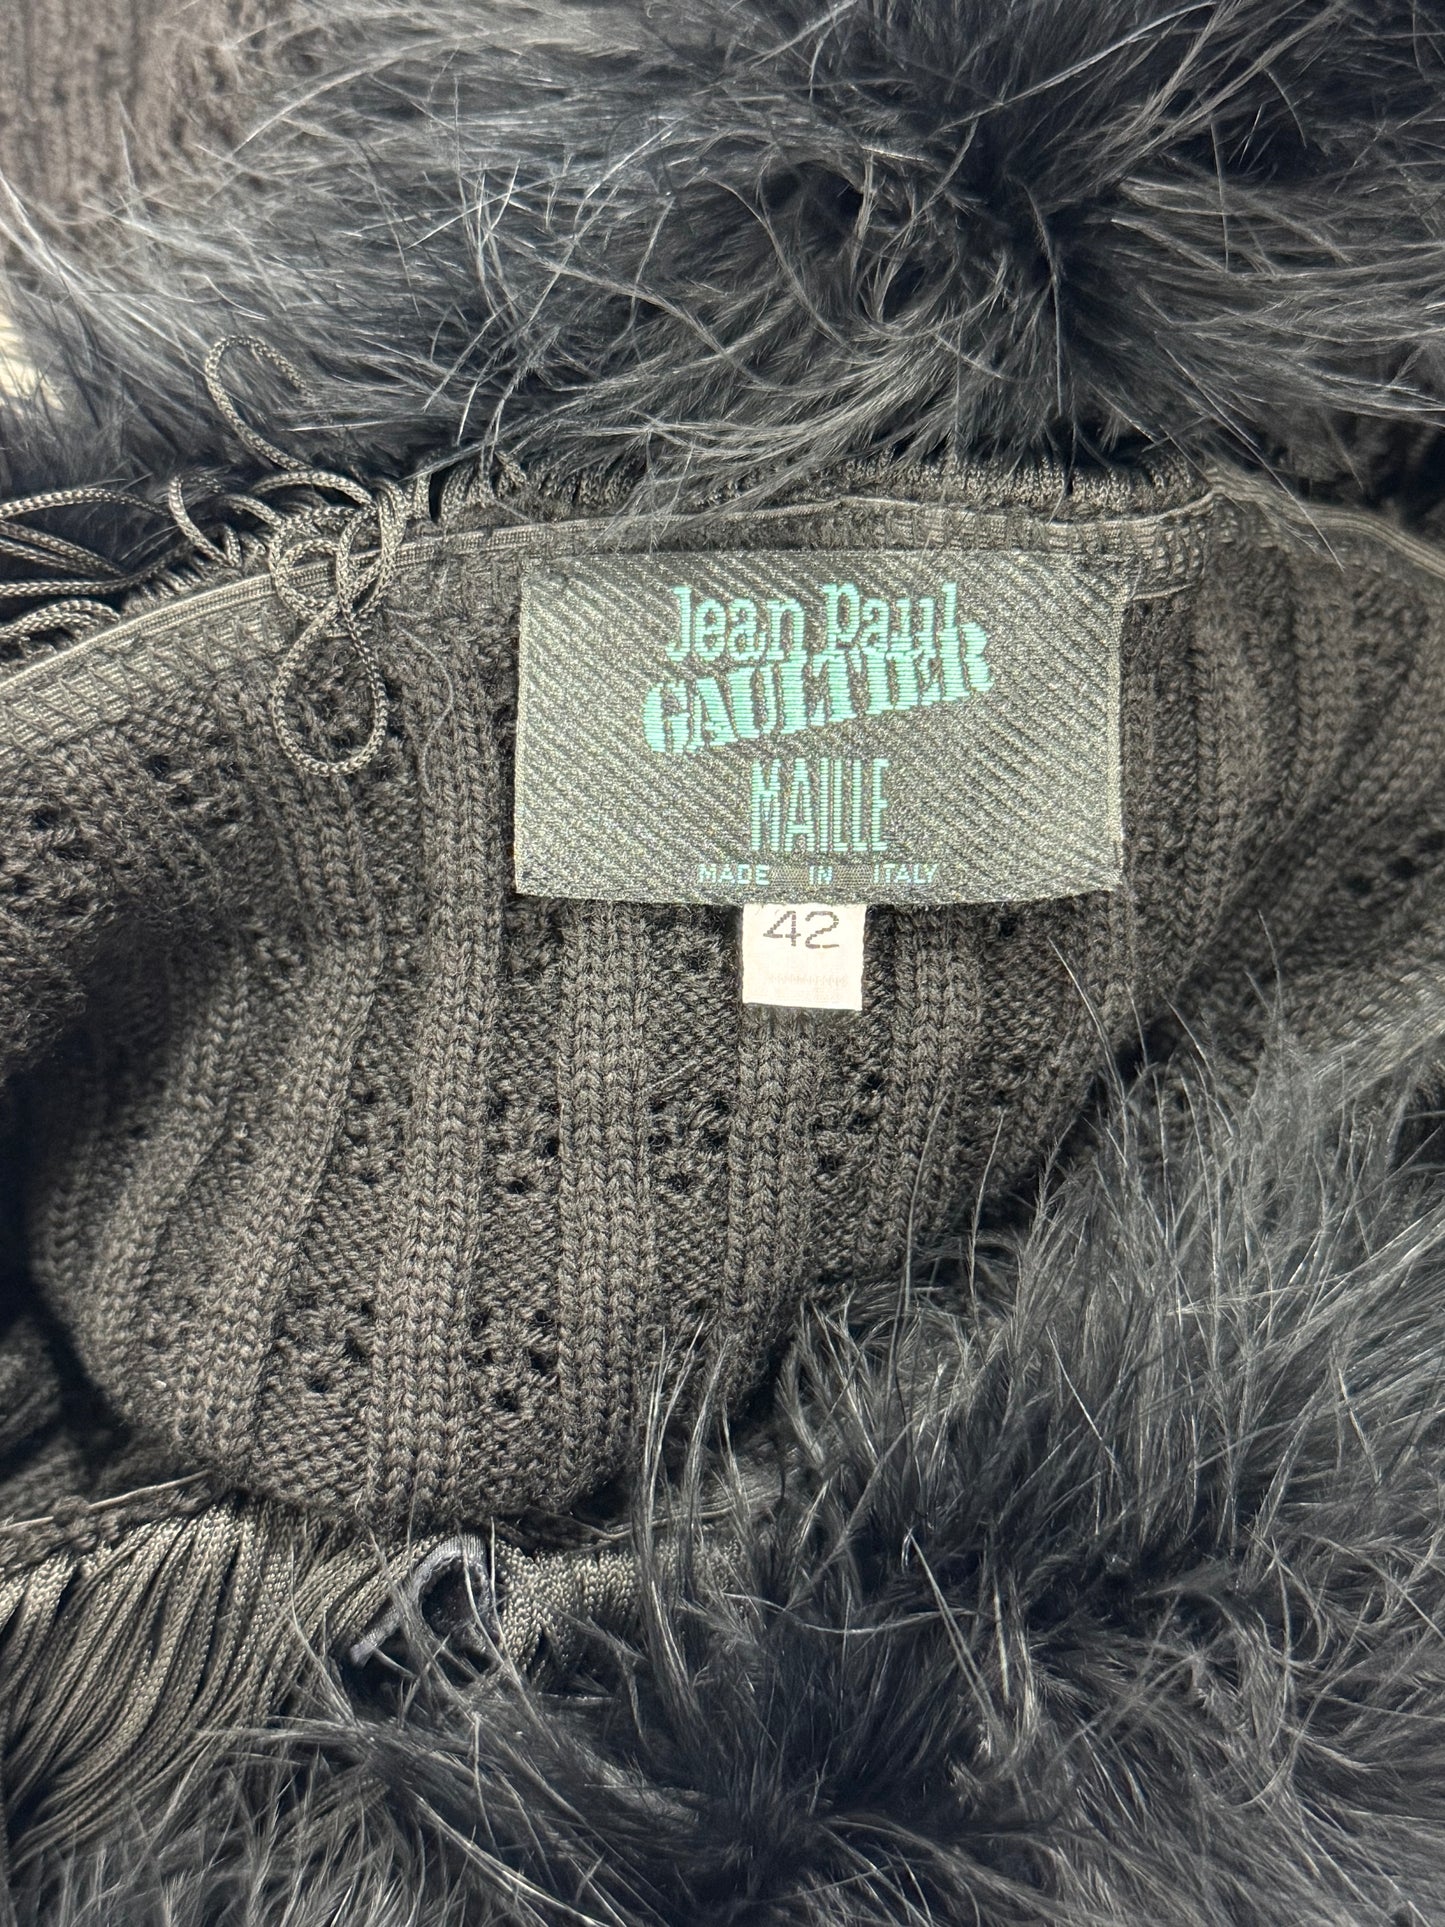 Jean Paul
GAULTIER
MAILLE
MADE IN ITALY
42